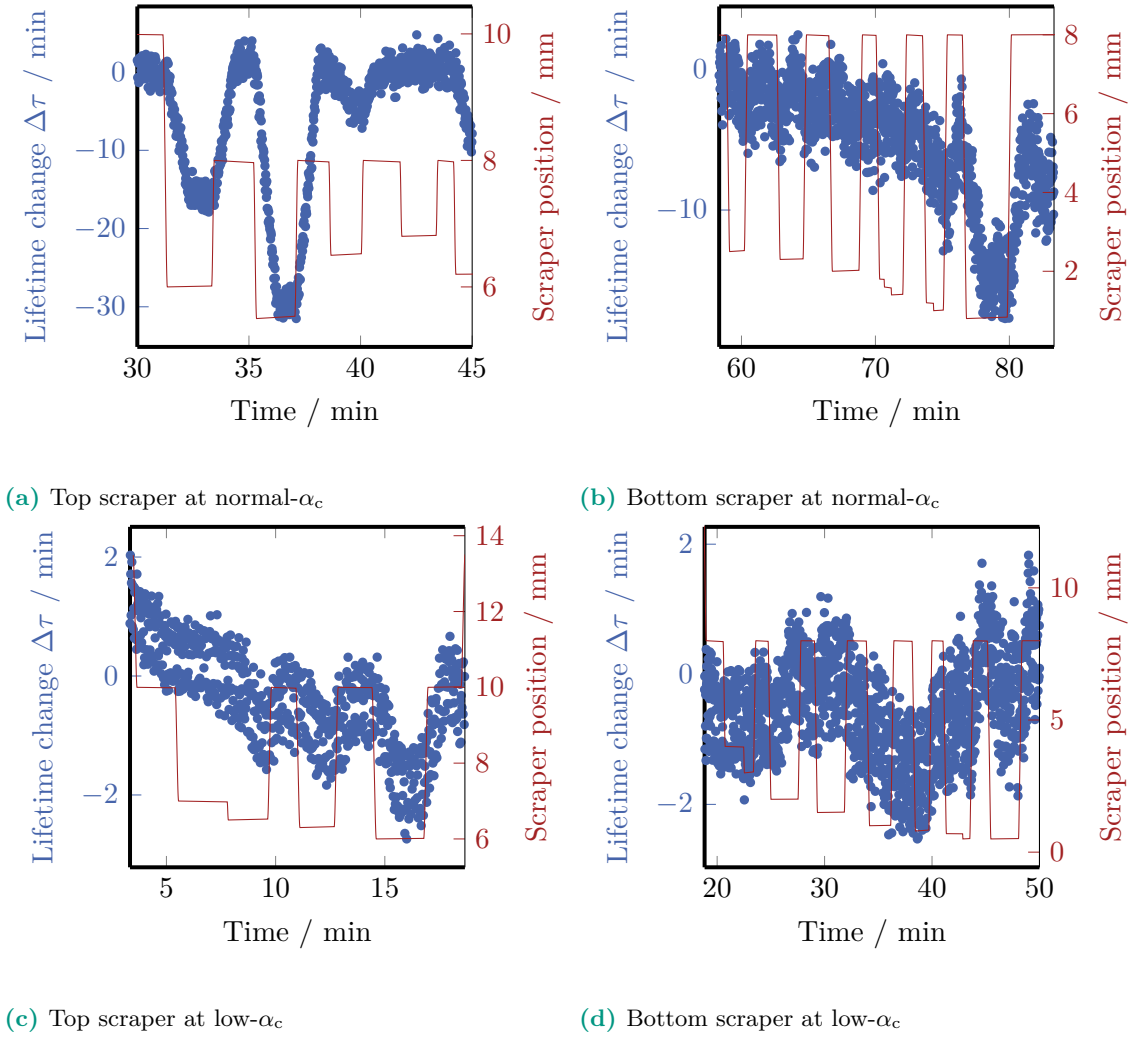 Lifetime change Δτ / min
0
−10
−20
−30
30 35 40 45
Time / min
10
8
6
Scraper position / mm
(a) Top scraper at normal-αc
Lifetime change Δτ / min
0
−10
60 70 80
Time / min
8
6
4
2
Scraper position / mm
(b) Bottom scraper at normal-αc
Lifetime change Δτ / min
2
0
−2
5 10 15
Time / min
14
12
10
8
6
Scraper position / mm
(c) Top scraper at low-αc
Lifetime change Δτ / min
2
0
−2
20 30 40 50
Time / min
10
5
0
Scraper position / mm
(d) Bottom scraper at low-αc